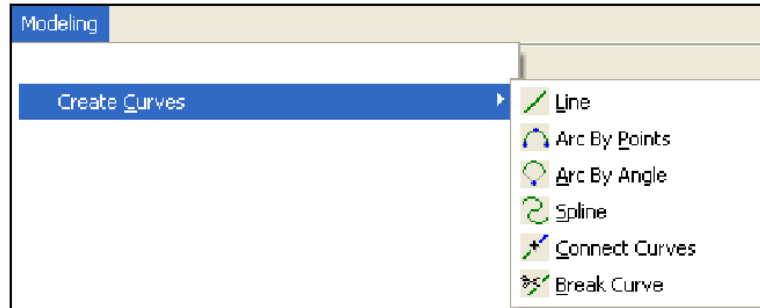 Modeling
Create Curves
Line
Arc By Points
Arc By Angle
Spline
Connect Curves
Break Curve